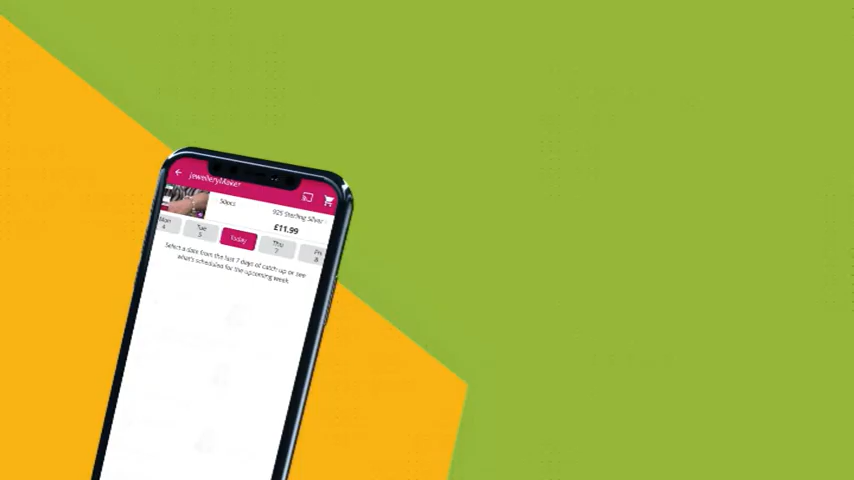 JewelleryMaker
50pcs 925 Sterling Silver
£11.99
Mon Tue Today Thu Fri
4 5 7 8
Select a date from the last 7 days of catch up or see
what's scheduled for the upcoming week.